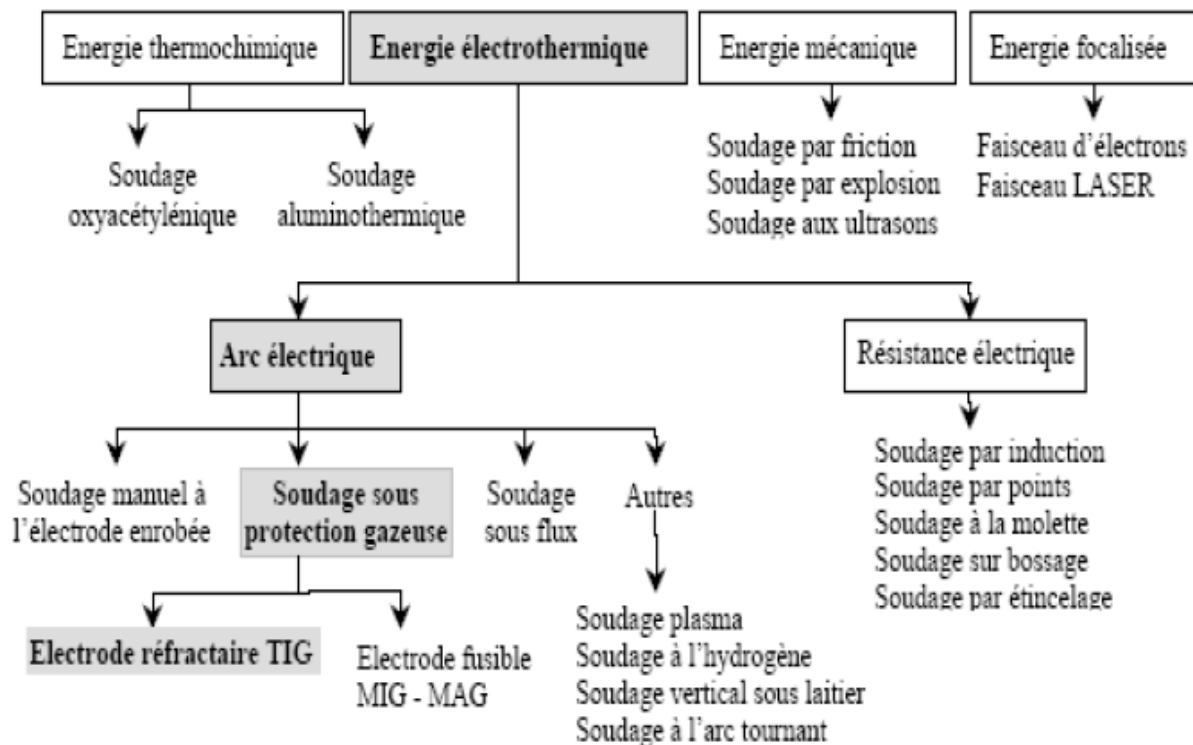 Energie thermochimique
Energie électrothermique
Energie mécanique
Energie focalisée
Soudage
oxyacétylénique
Soudage
aluminothermique
Soudage par friction
Soudage par explosion
Soudage aux ultrasons
Faisceau d'électrons
Faisceau LASER
Arc électrique
Résistance électrique
Soudage manuel à
l'électrode enrobée
Soudage sous
protection gazeuse
Soudage
sous flux
Autres
Soudage par induction
Soudage par points
Soudage à la molette
Soudage sur bossage
Soudage par étincelage
Electrode réfractaire TIG
Electrode fusible
MIG - MAG
Soudage plasma
Soudage à l'hydrogène
Soudage vertical sous laitier
Soudage à l'arc tournant